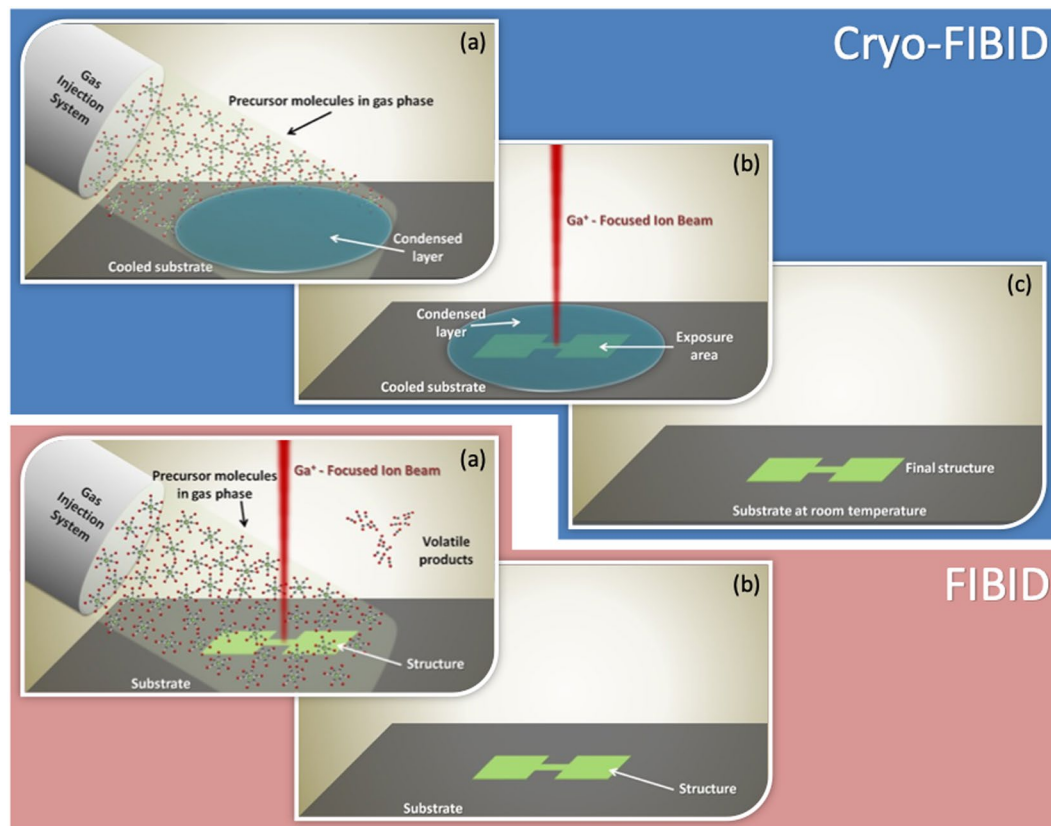 Cryo-FIBID
(a)
Gas
Injection
System
Precursor molecules in gas phase
Condensed
layer
Cooled substrate
(b)
Ga⁺ - Focused Ion Beam
Condensed
layer
Exposure
area
Cooled substrate
(c)
Final structure
Substrate at room temperature
FIBID
(a)
Gas
Injection
System
Precursor molecules
in gas phase
Ga⁺ - Focused Ion Beam
Volatile
products
Structure
Substrate
(b)
Structure
Substrate